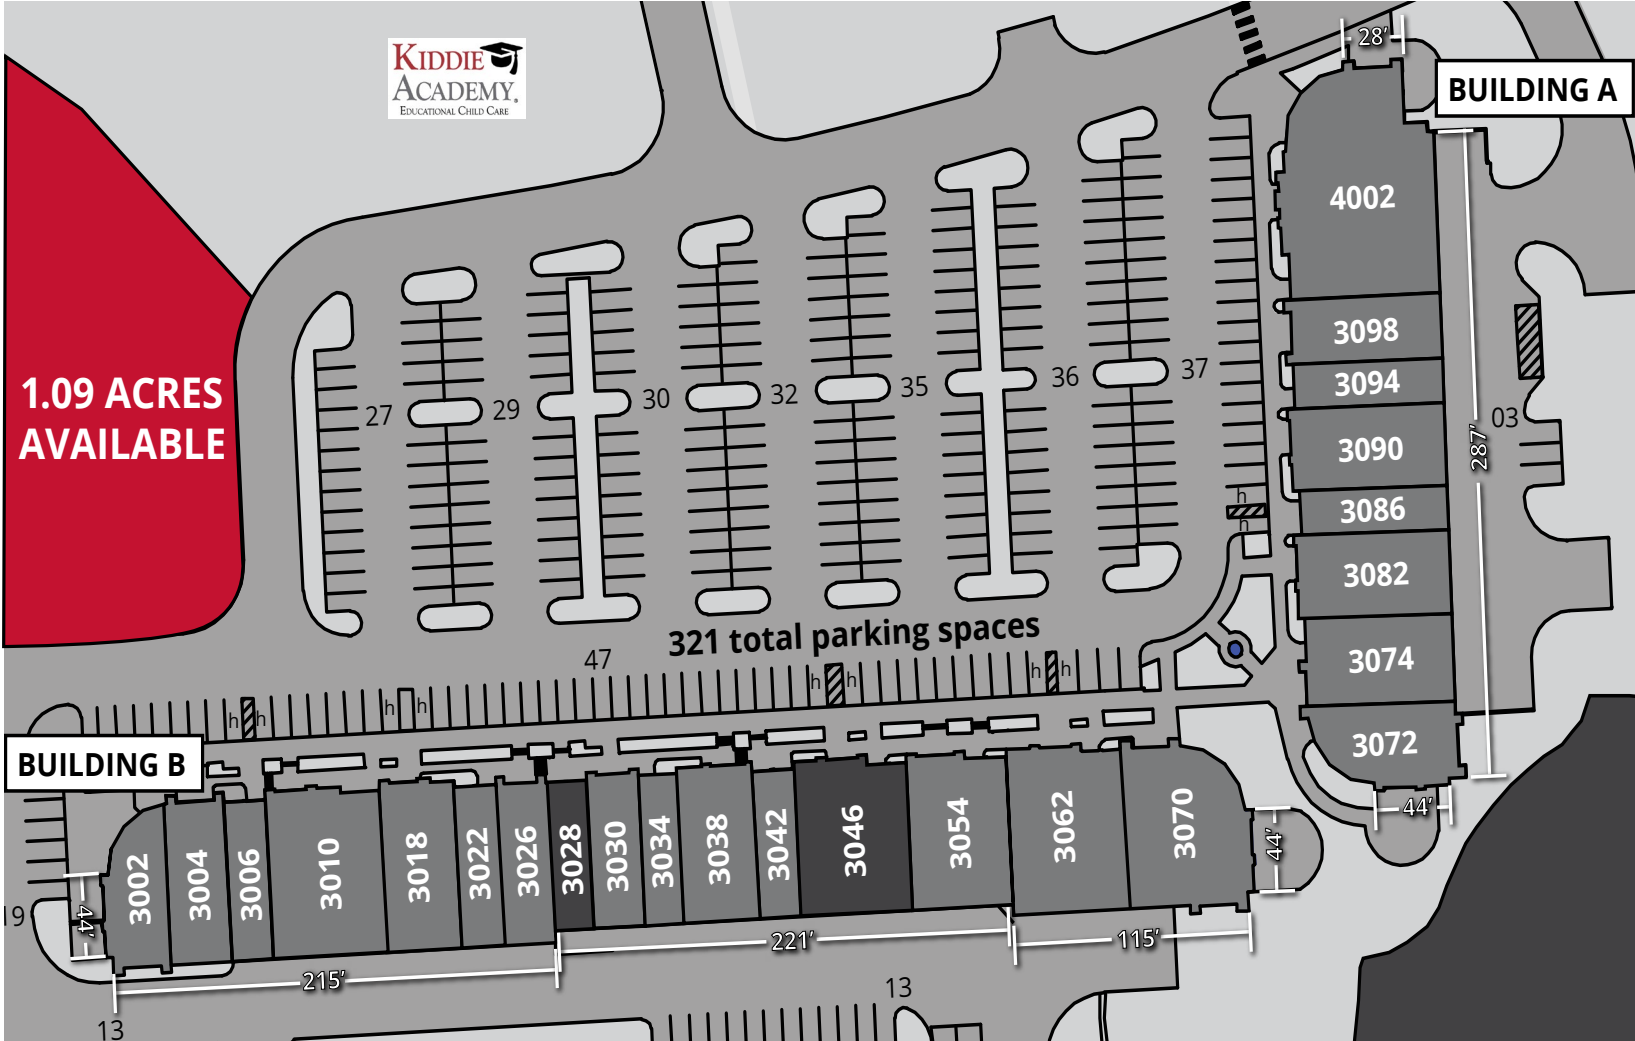 KIDDIE
ACADEMY.
EDUCATIONAL CHILD CARE
28’
BUILDING A
4002
3098
3094
3090
3086
3082
3074
3072
287’
03
44’
1.09 ACRES
AVAILABLE
27
29
30
32
35
36
37
h
h
321 total parking spaces
47
h
h
h
h
h
h
h
h
BUILDING B
3002
3004
3006
3010
3018
3022
3026
3028
3030
3034
3038
3042
3046
3054
3062
3070
44’
44’
19
215’
221’
115’
13
13